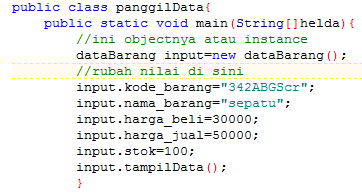 public class panggilData{
public static void main(String[]helda){
//ini objectnya atau instance
dataBarang input=new dataBarang();
//rubah nilai di sini
input.kode_barang="342ABGScr";
input.nama_barang="sepatu";
input.harga_beli=30000;
input.harga_jual=50000;
input.stok=100;
input.tampilData();
}